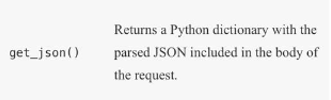 Returns a Python dictionary with the
get_json() parsed JSON included in the body of
the request.